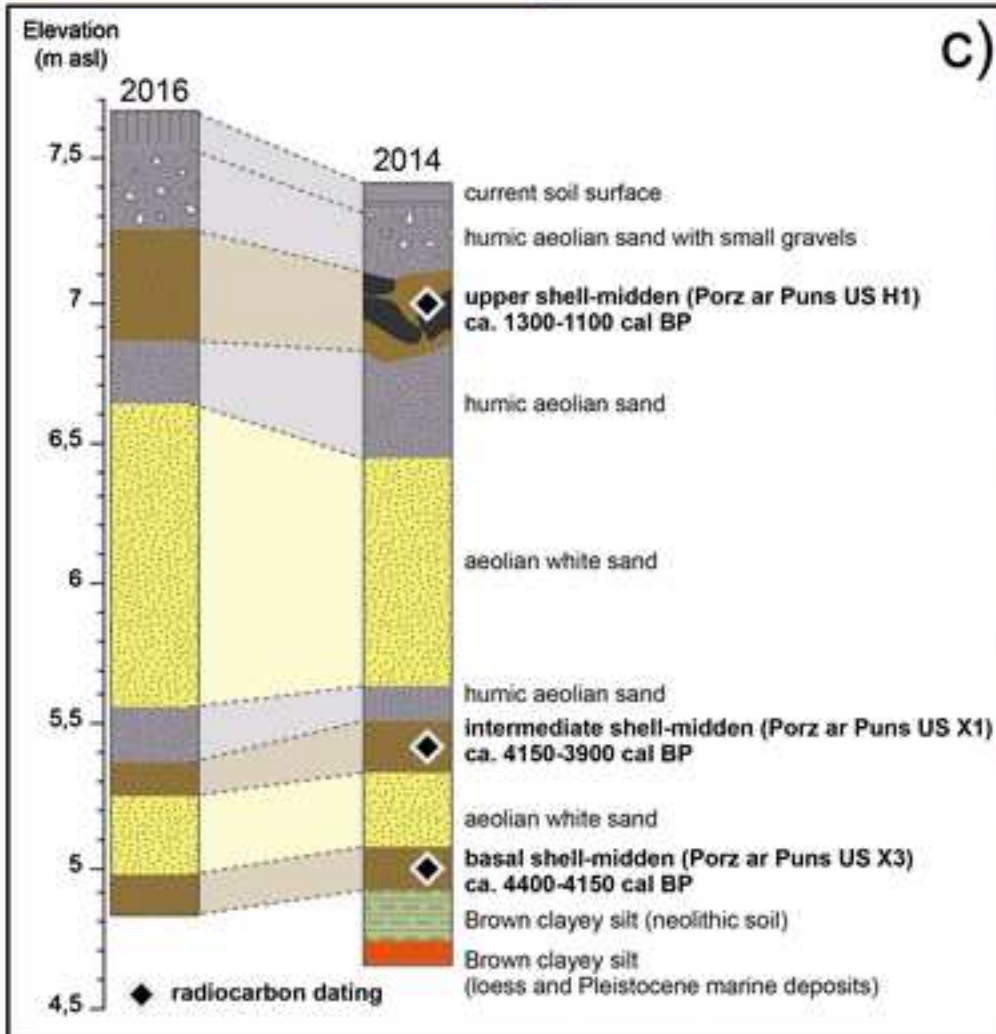 Elevation
(m asl)
c)
2016
2014
7,5
7
6,5
6
5,5
5
4,5
current soil surface
humic aeolian sand with small gravels
upper shell-midden (Porz ar Puns US H1)
ca. 1300-1100 cal BP
humic aeolian sand
aeolian white sand
humic aeolian sand
intermediate shell-midden (Porz ar Puns US X1)
ca. 4150-3900 cal BP
aeolian white sand
basal shell-midden (Porz ar Puns US X3)
ca. 4400-4150 cal BP
Brown clayey silt (neolithic soil)
Brown clayey silt
(loess and Pleistocene marine deposits)
radiocarbon dating